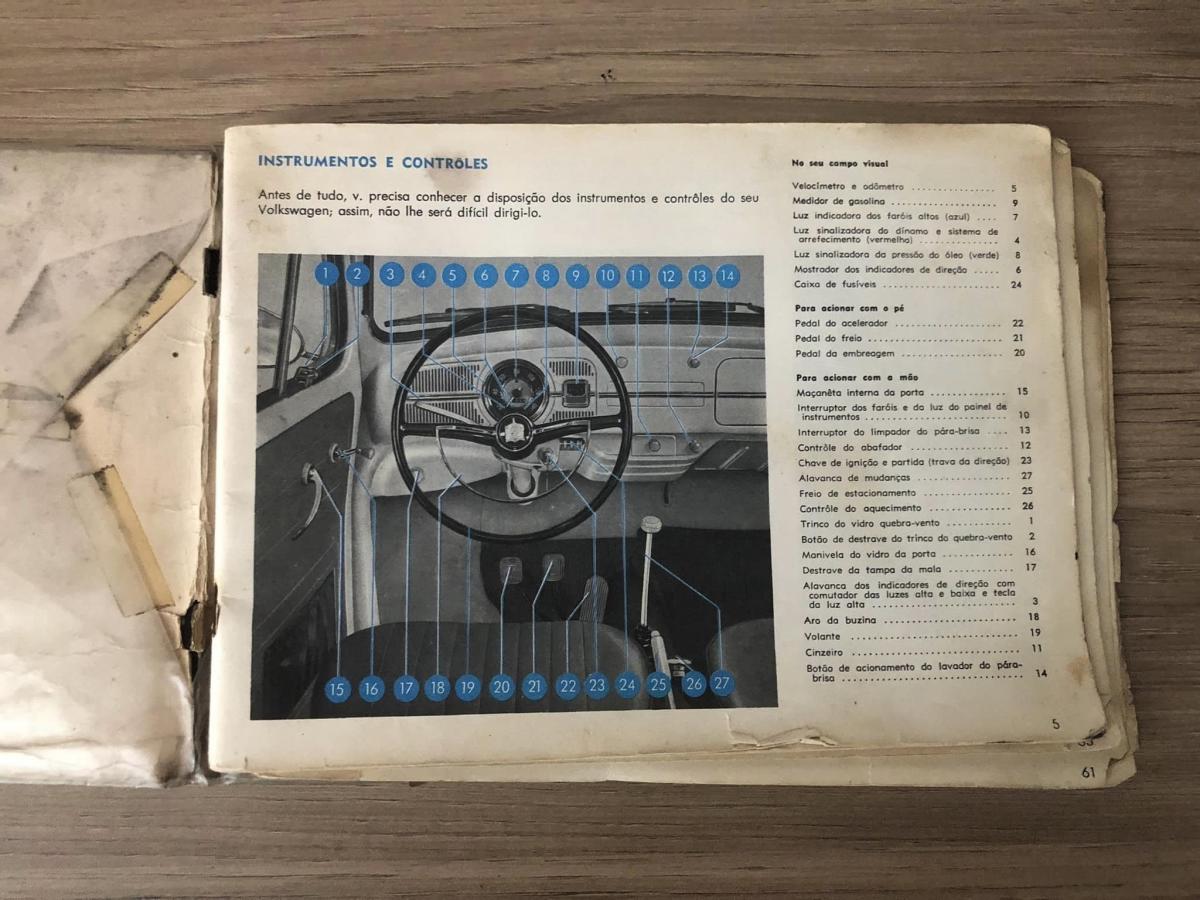 INSTRUMENTOS E CONTRÔLES
Antes de tudo, v. precisa conhecer a disposição dos instrumentos e contrôles do seu
Volkswagen; assim, não lhe será difícil dirigi-lo.
1 2 3 4 5 6 7 8 9 10 11 12 13 14
15 16 17 18 19 20 21 22 23 24 25 26 27
No seu campo visual
Velocímetro e odômetro ................ 5
Medidor de gasolina .................... 9
Luz indicadora dos faróis altos (azul) .... 7
Luz sinalizadora do dínamo e sistema de
arrefecimento (vermelha) ............... 4
Luz sinalizadora da pressão do óleo (verde) 8
Mostrador dos indicadores de direção ..... 6
Caixa de fusíveis ....................... 24
Para acionar com o pé
Pedal do acelerador .................... 22
Pedal do freio .......................... 21
Pedal da embreagem .................... 20
Para acionar com a mão
Maçanêta interna da porta .............. 15
Interruptor dos faróis e da luz do painel de
instrumentos ........................... 10
Interruptor do limpador do pára-brisa .... 13
Contrôle do abafador ................... 12
Chave de ignição e partida (trava da direção) 23
Alavanca de mudanças .................. 27
Freio de estacionamento ................ 25
Contrôle do aquecimento ................ 26
Trinco do vidro quebra-vento ............ 1
Botão de destrave do trinco do quebra-vento 2
Manivela do vidro da porta .............. 16
Destrave da tampa da mala .............. 17
Alavanca dos indicadores de direção com
comutador das luzes alta e baixa e tecla
da luz alta ............................. 3
Aro da buzina .......................... 18
Volante ................................ 19
Cinzeiro ............................... 11
Botão de acionamento do lavador do pára-
brisa .................................. 14
5
61